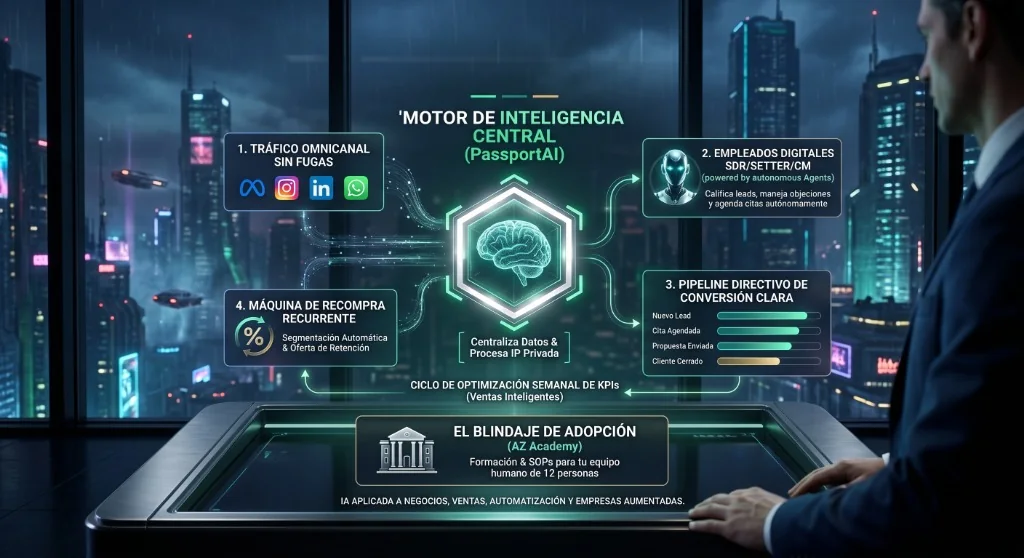 'MOTOR DE INTELIGENCIA
CENTRAL
(PassportAI)
1. TRÁFICO OMNICANAL
SIN FUGAS
2. EMPLEADOS DIGITALES
SDR/SETTER/CM
(powered by autonomous Agents)
Califica leads, maneja objeciones
y agenda citas autónomamente.
3. PIPELINE DIRECTIVO DE
CONVERSIÓN CLARA
Nuevo Lead
Cita Agendada
Propuesta Enviada
Cliente Cerrado
4. MÁQUINA DE RECOMPRA
RECURRENTE
%
Segmentación Automática
& Oferta de Retención
Centraliza Datos &
Procesa IP Privada
CICLO DE OPTIMIZACIÓN SEMANAL DE KPIs
(Ventas Inteligentes)
EL BLINDAJE DE ADOPCIÓN
(AZ Academy)
Formación & SOPs para tu equipo
humano de 12 personas
IA APLICADA A NEGOCIOS, VENTAS, AUTOMATIZACIÓN Y EMPRESAS AUMENTADAS.